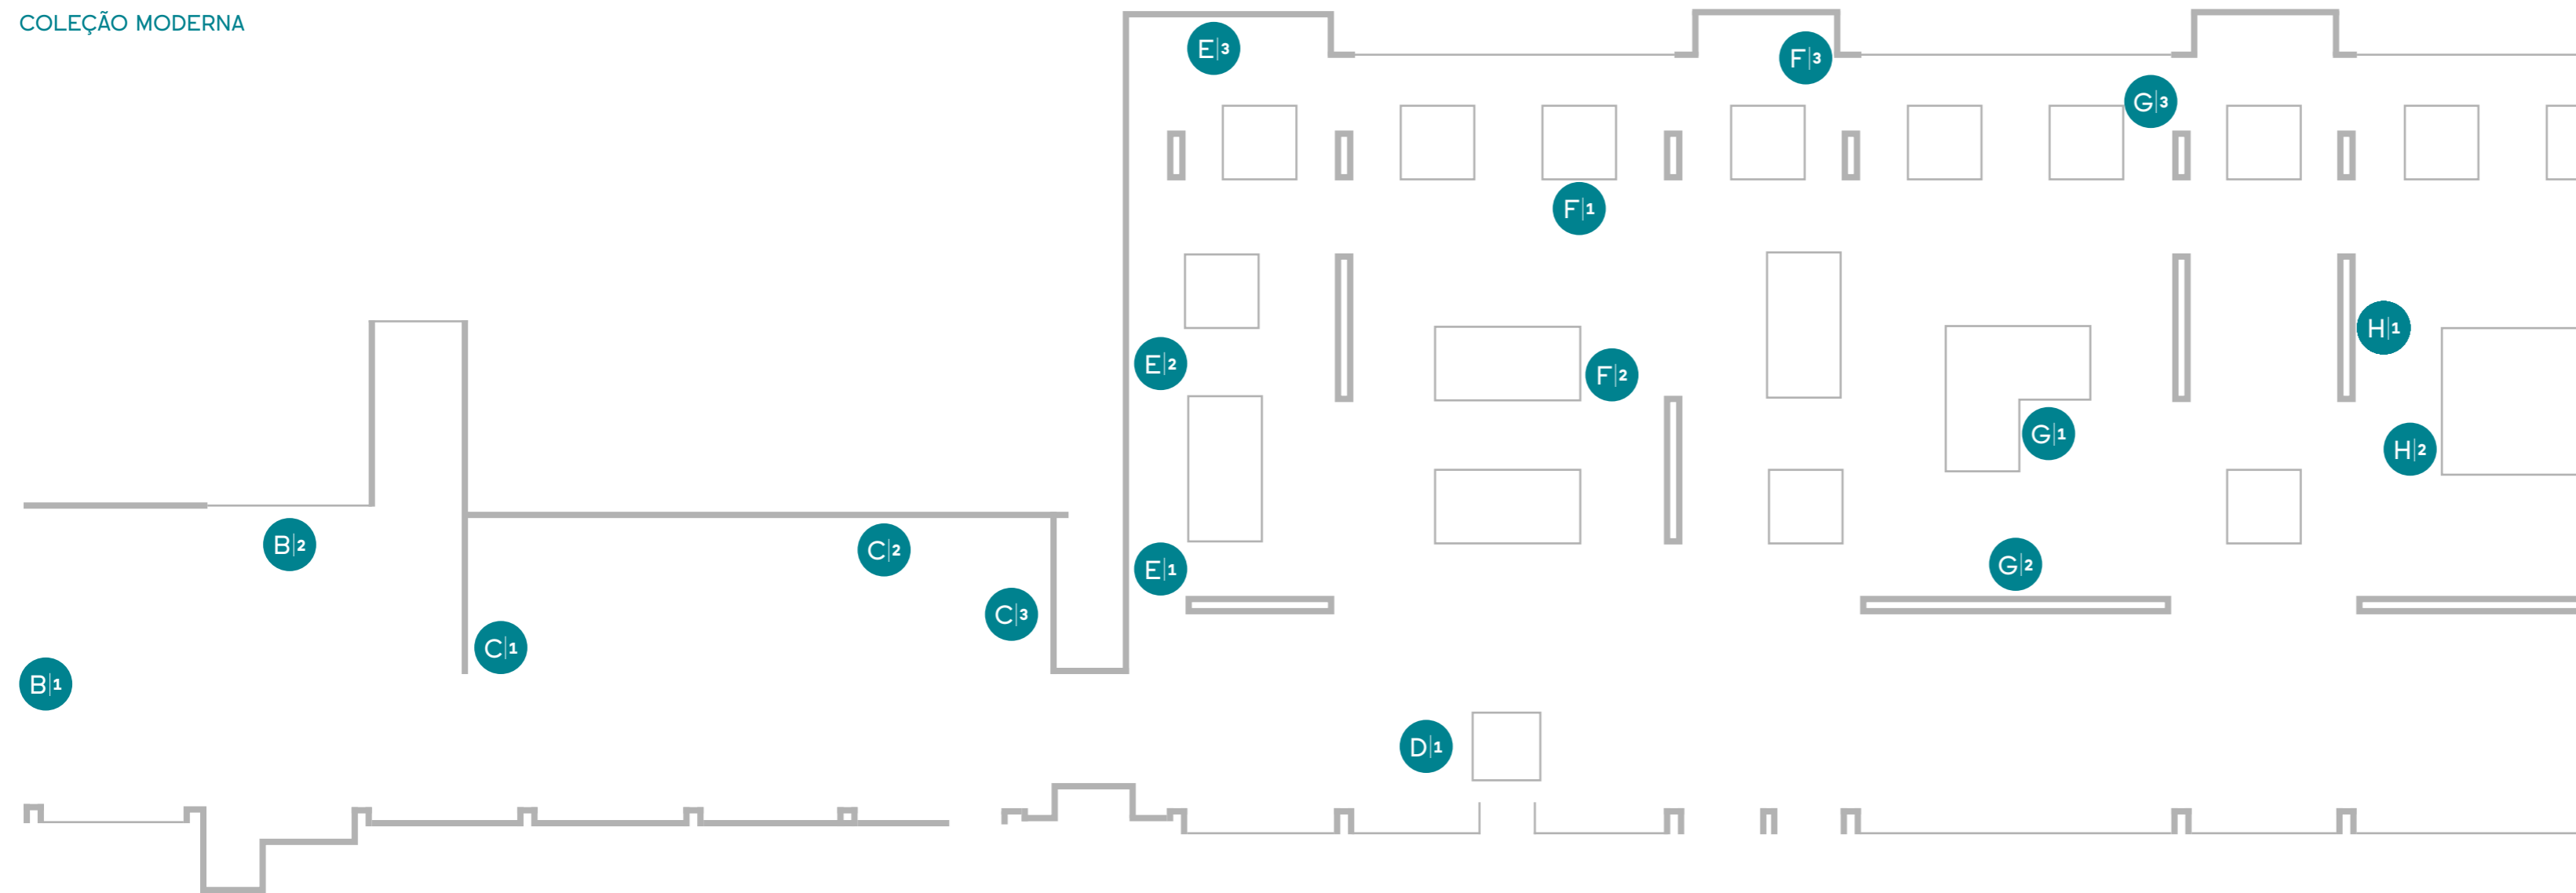 COLEÇÃO MODERNA
E|3
F|3
G|3
F|1
H|1
E|2
F|2
G|1
H|2
B|2
C|2
E|1
G|2
C|3
C|1
B|1
D|1